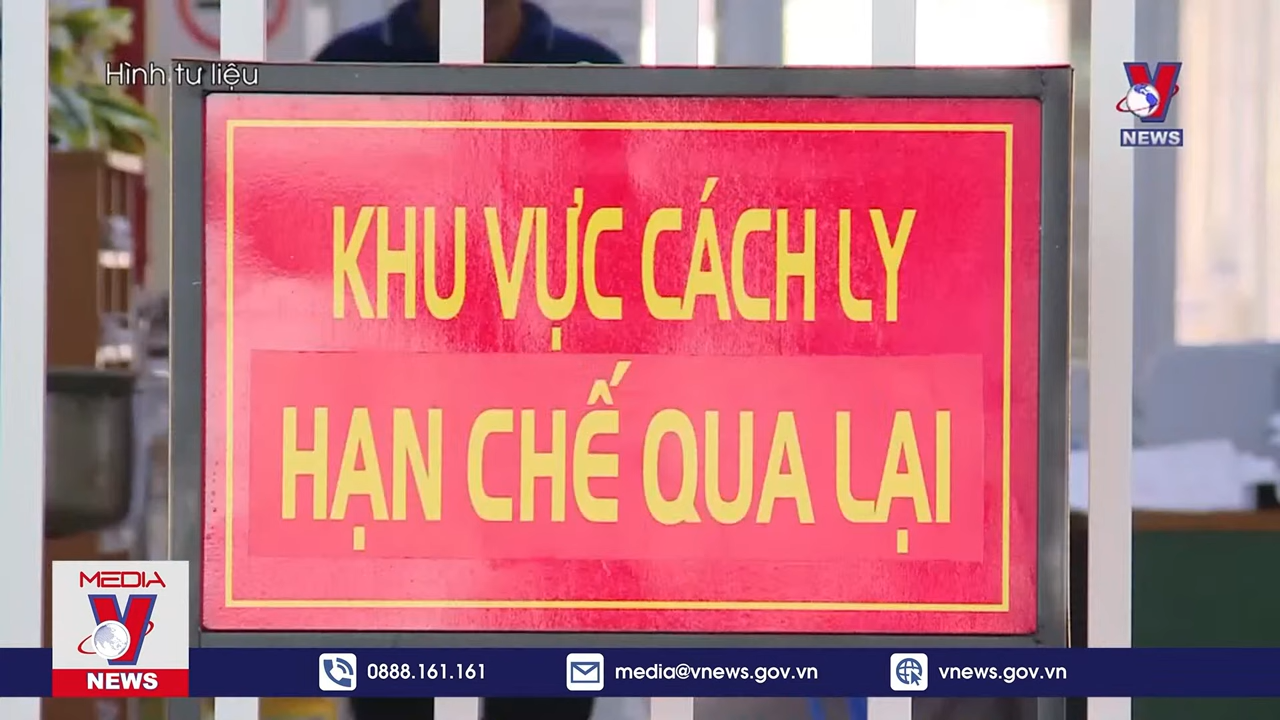 Hình tư liệu
NEWS
KHU VỰC CÁCH LY
HẠN CHẾ QUA LẠI
MEDIA
NEWS
0888.161.161
media@vnews.gov.vn
vnews.gov.vn